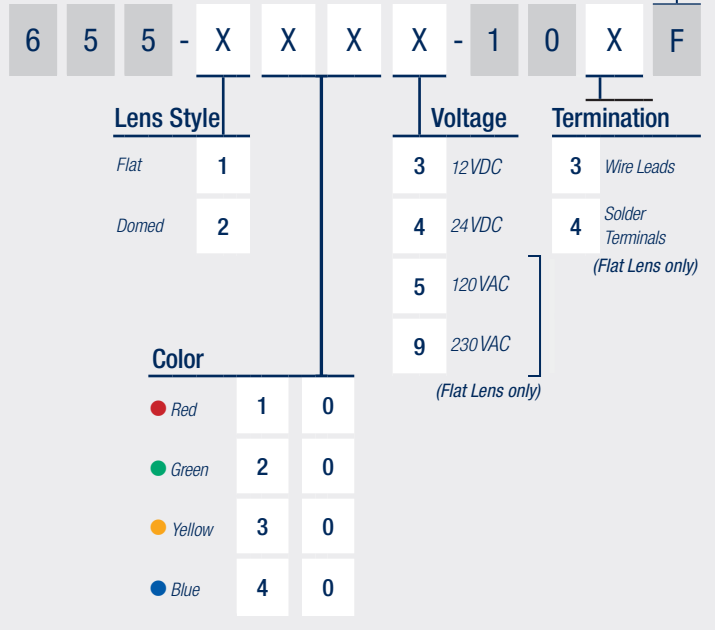 6 5 5 - X X X X - 1 0 X F
Lens Style
Flat 1
Domed 2
Voltage
3 12VDC
4 24VDC
5 120VAC
9 230VAC
(Flat Lens only)
Termination
3 Wire Leads
4 Solder
Terminals
(Flat Lens only)
Color
Red 1 0
Green 2 0
Yellow 3 0
Blue 4 0